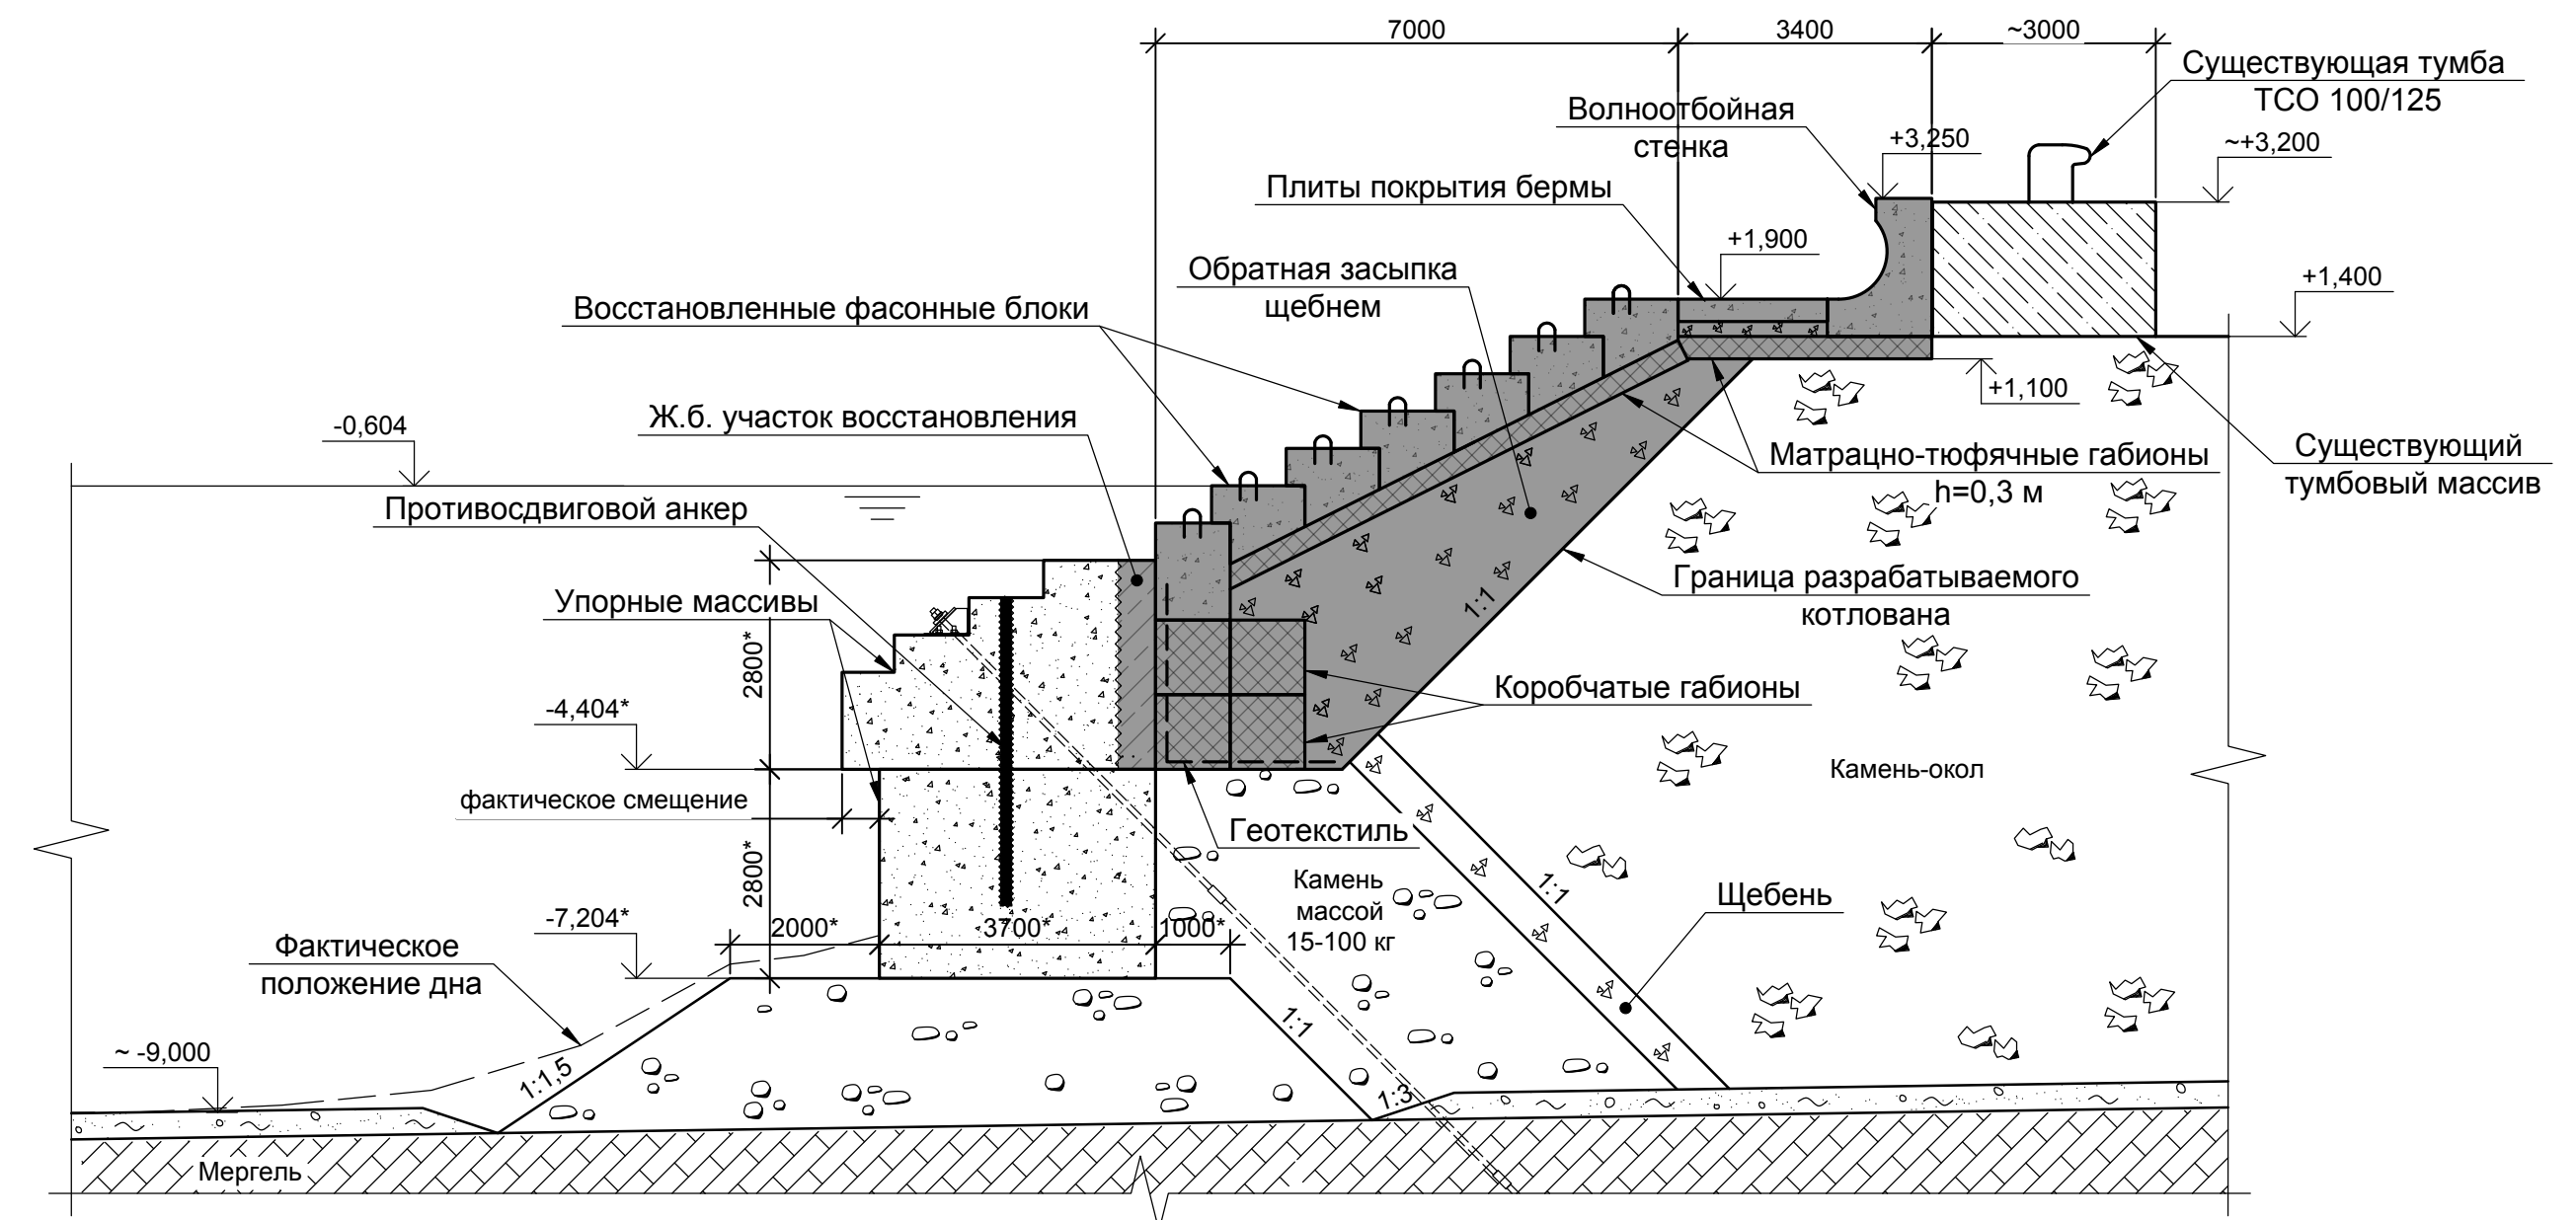 7000
3400
~3000
Существующая тумба
ТСО 100/125
Волноотбойная
стенка
+3,250
~+3,200
Плиты покрытия бермы
+1,900
Обратная засыпка
щебнем
+1,400
Восстановленные фасонные блоки
+1,100
Ж.б. участок восстановления
-0,604
Матрацно-тюфячные габионы
h=0,3 м
Существующий
тумбовый массив
Противосдвиговой анкер
Граница разрабатываемого
котлована
1:1
Упорные массивы
2800*
Коробчатые габионы
-4,404*
Камень-окол
фактическое смещение
Геотекстиль
2800*
Камень
массой
15-100 кг
1:1
Щебень
-7,204*
2000*
3700*
1000*
Фактическое
положение дна
1:1
~ -9,000
1:1,5
1:3
Мергель